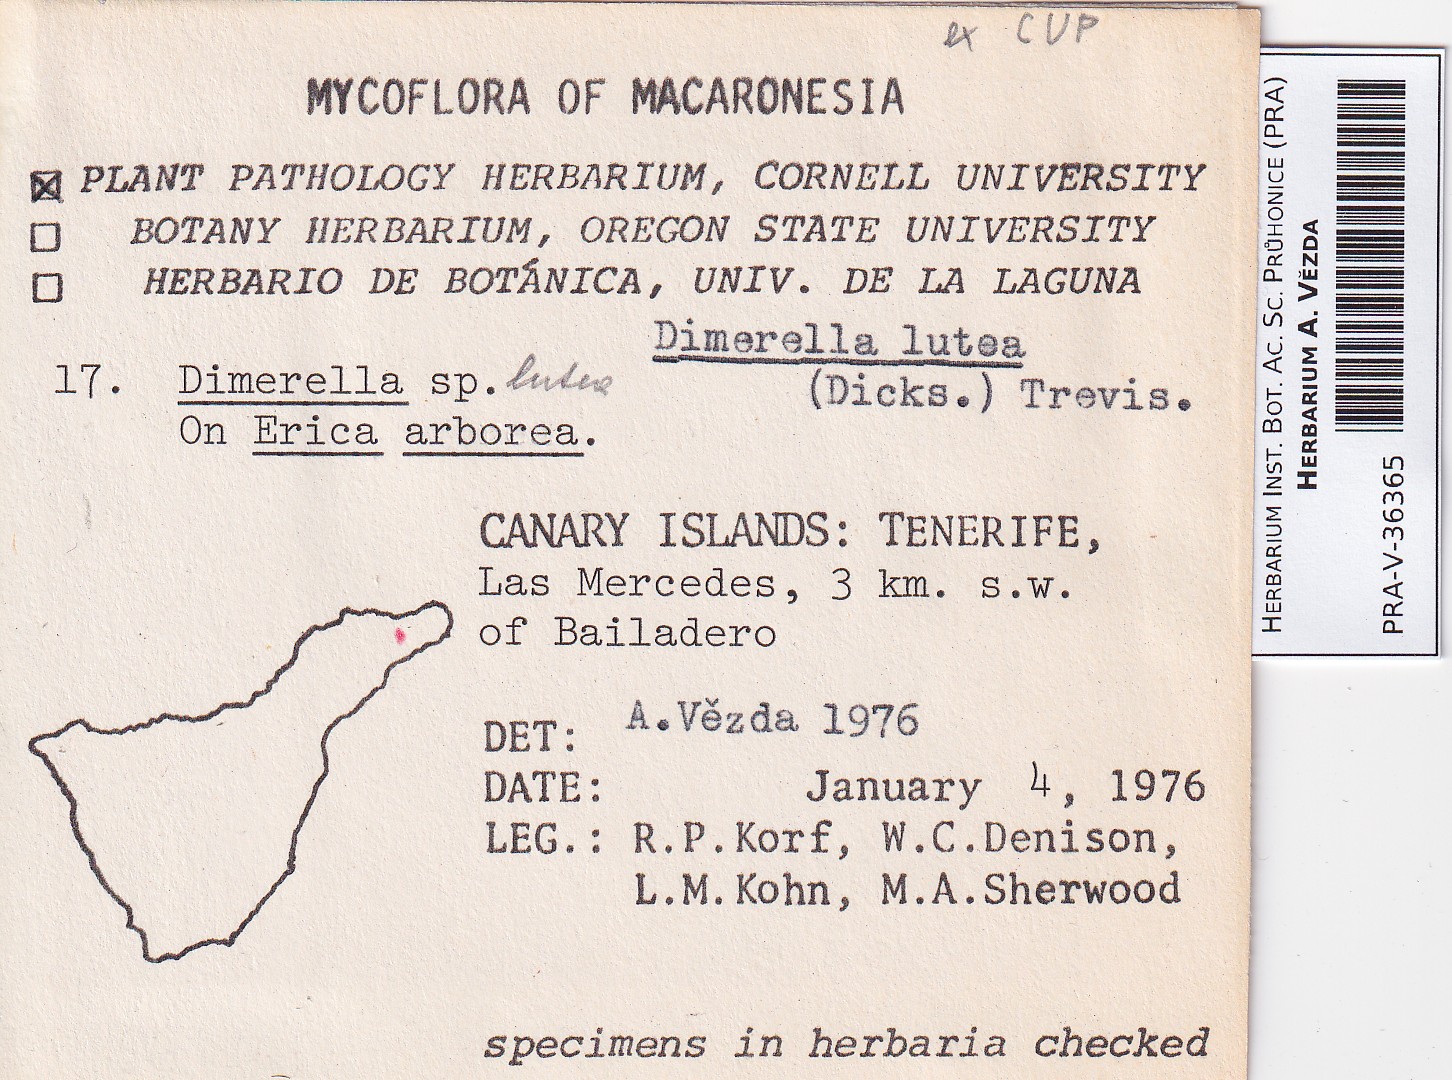 ex CUP
MYCOFLORA OF MACARONESIA
☒ PLANT PATHOLOGY HERBARIUM, CORNELL UNIVERSITY
☐ BOTANY HERBARIUM, OREGON STATE UNIVERSITY
☐ HERBARIO DE BOTÁNICA, UNIV. DE LA LAGUNA
Dimerella lutea
(Dicks.) Trevis.
17. Dimerella sp. lutea
On Erica arborea.
CANARY ISLANDS: TENERIFE,
Las Mercedes, 3 km. s.w.
of Bailadero
DET: A.Vězda 1976
DATE: January 4, 1976
LEG.: R.P.Korf, W.C.Denison,
L.M.Kohn, M.A.Sherwood
specimens in herbaria checked
HERBARIUM INST. BOT. AC. SC. PRŮHONICE (PRA)
HERBARIUM A. VĚZDA
PRA-V-36365